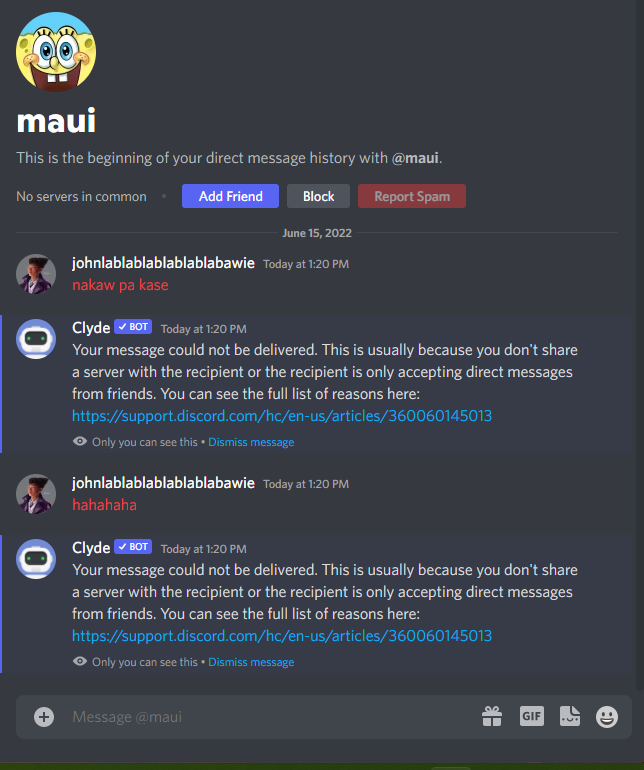 maui
This is the beginning of your direct message history with @maui.
No servers in common • Add Friend Block Report Spam
June 15, 2022
johnlablablablablablabawie Today at 1:20 PM
nakaw pa kase
Clyde ✓ BOT Today at 1:20 PM
Your message could not be delivered. This is usually because you don't share
a server with the recipient or the recipient is only accepting direct messages
from friends. You can see the full list of reasons here:
https://support.discord.com/hc/en-us/articles/360060145013
Only you can see this • Dismiss message
johnlablablablablablabawie Today at 1:20 PM
hahahaha
Clyde ✓ BOT Today at 1:20 PM
Your message could not be delivered. This is usually because you don't share
a server with the recipient or the recipient is only accepting direct messages
from friends. You can see the full list of reasons here:
https://support.discord.com/hc/en-us/articles/360060145013
Only you can see this • Dismiss message
Message @maui GIF